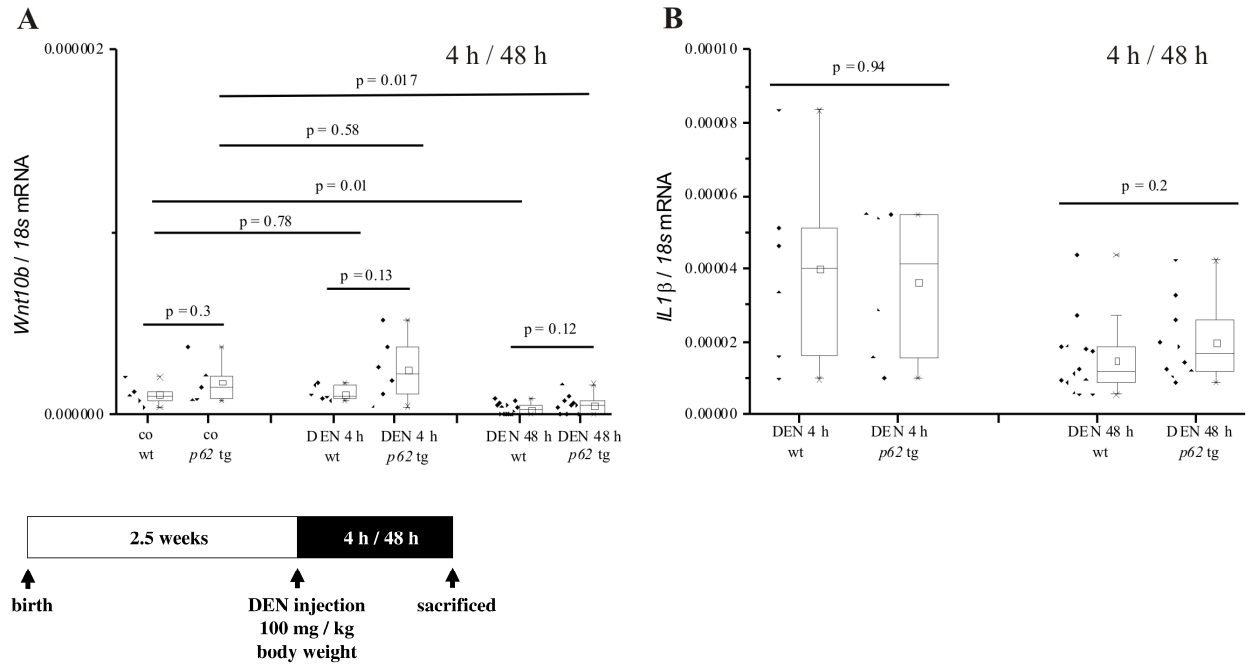 A
4 h / 48 h
0.000002
0.000000
Wnt10b / 18s mRNA
p = 0.017
p = 0.58
p = 0.01
p = 0.78
p = 0.13
p = 0.3
p = 0.12
co
wt
co
p62 tg
DEN 4 h
wt
DEN 4 h
p62 tg
DEN 48 h
wt
DEN 48 h
p62 tg
B
4 h / 48 h
0.00010
0.00008
0.00006
0.00004
0.00002
0.00000
IL1β / 18s mRNA
p = 0.94
p = 0.2
DEN 4 h
wt
DEN 4 h
p62 tg
DEN 48 h
wt
DEN 48 h
p62 tg
2.5 weeks
4 h / 48 h
birth
DEN injection
100 mg / kg
body weight
sacrificed